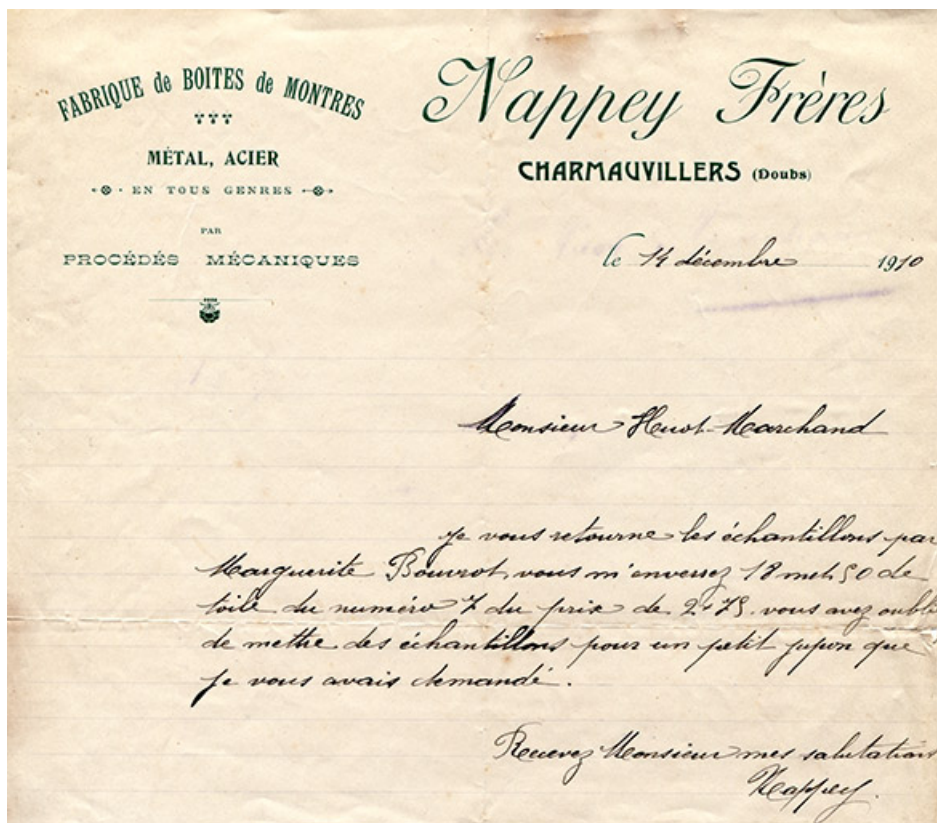 FABRIQUE de BOITES de MONTRES
MÉTAL, ACIER
EN TOUS GENRES
PAR
PROCÉDÉS MÉCANIQUES
Nappey Frères
CHARMAUVILLERS (Doubs)
le 14 décembre 1910
Monsieur Huot-Marchand
je vous retourne les échantillons par
Marguerite Bouvrot vous m'enverrez 18 met 50 de
toile du numéro 7 du prix de 2f75. vous avez oublié
de mettre des échantillons pour un petit jupon que
je vous avais demandé.
Recevez Monsieur mes salutations
Nappey.